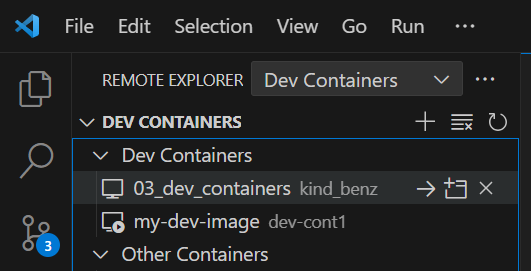 File Edit Selection View Go Run ···
REMOTE EXPLORER Dev Containers ···
DEV CONTAINERS
Dev Containers
03_dev_containers kind_benz
my-dev-image dev-cont1
3
Other Containers